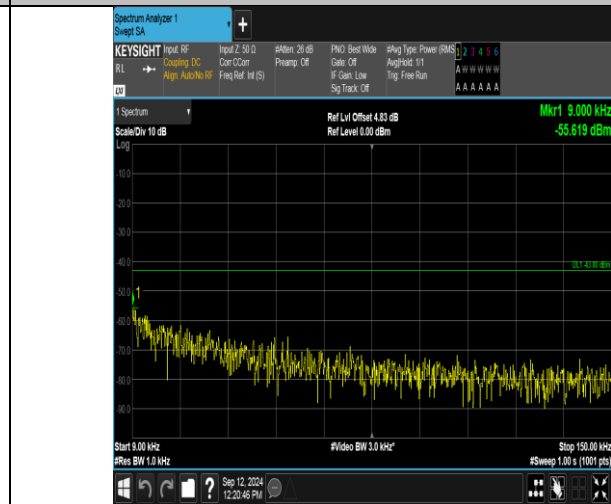 Spectrum Analyzer 1
Swept SA
+
KEYSIGHT
RL
LXI
Input: RF
Coupling: DC
Align: Auto/No RF
Input Z: 50 Ω
Corr CCorr
Freq Ref: Int (S)
#Atten: 26 dB
Preamp: Off
PNO: Best Wide
Gate: Off
IF Gain: Low
Sig Track: Off
#Avg Type: Power (RMS
Avg|Hold: 1/1
Trig: Free Run
1 2 3 4 5 6
A W W W W W
A A A A A A
1 Spectrum
Scale/Div 10 dB
Log
Ref Lvl Offset 4.83 dB
Ref Level 0.00 dBm
Mkr1 9.000 kHz
-55.619 dBm
-10.0
-20.0
-30.0
-40.0
DL1 -43.00 dBm
-50.0
1
-60.0
-70.0
-80.0
-90.0
Start 9.00 kHz
#Res BW 1.0 kHz
#Video BW 3.0 kHz*
Stop 150.00 kHz
#Sweep 1.00 s (1001 pts)
?
Sep 12, 2024
12:20:46 PM